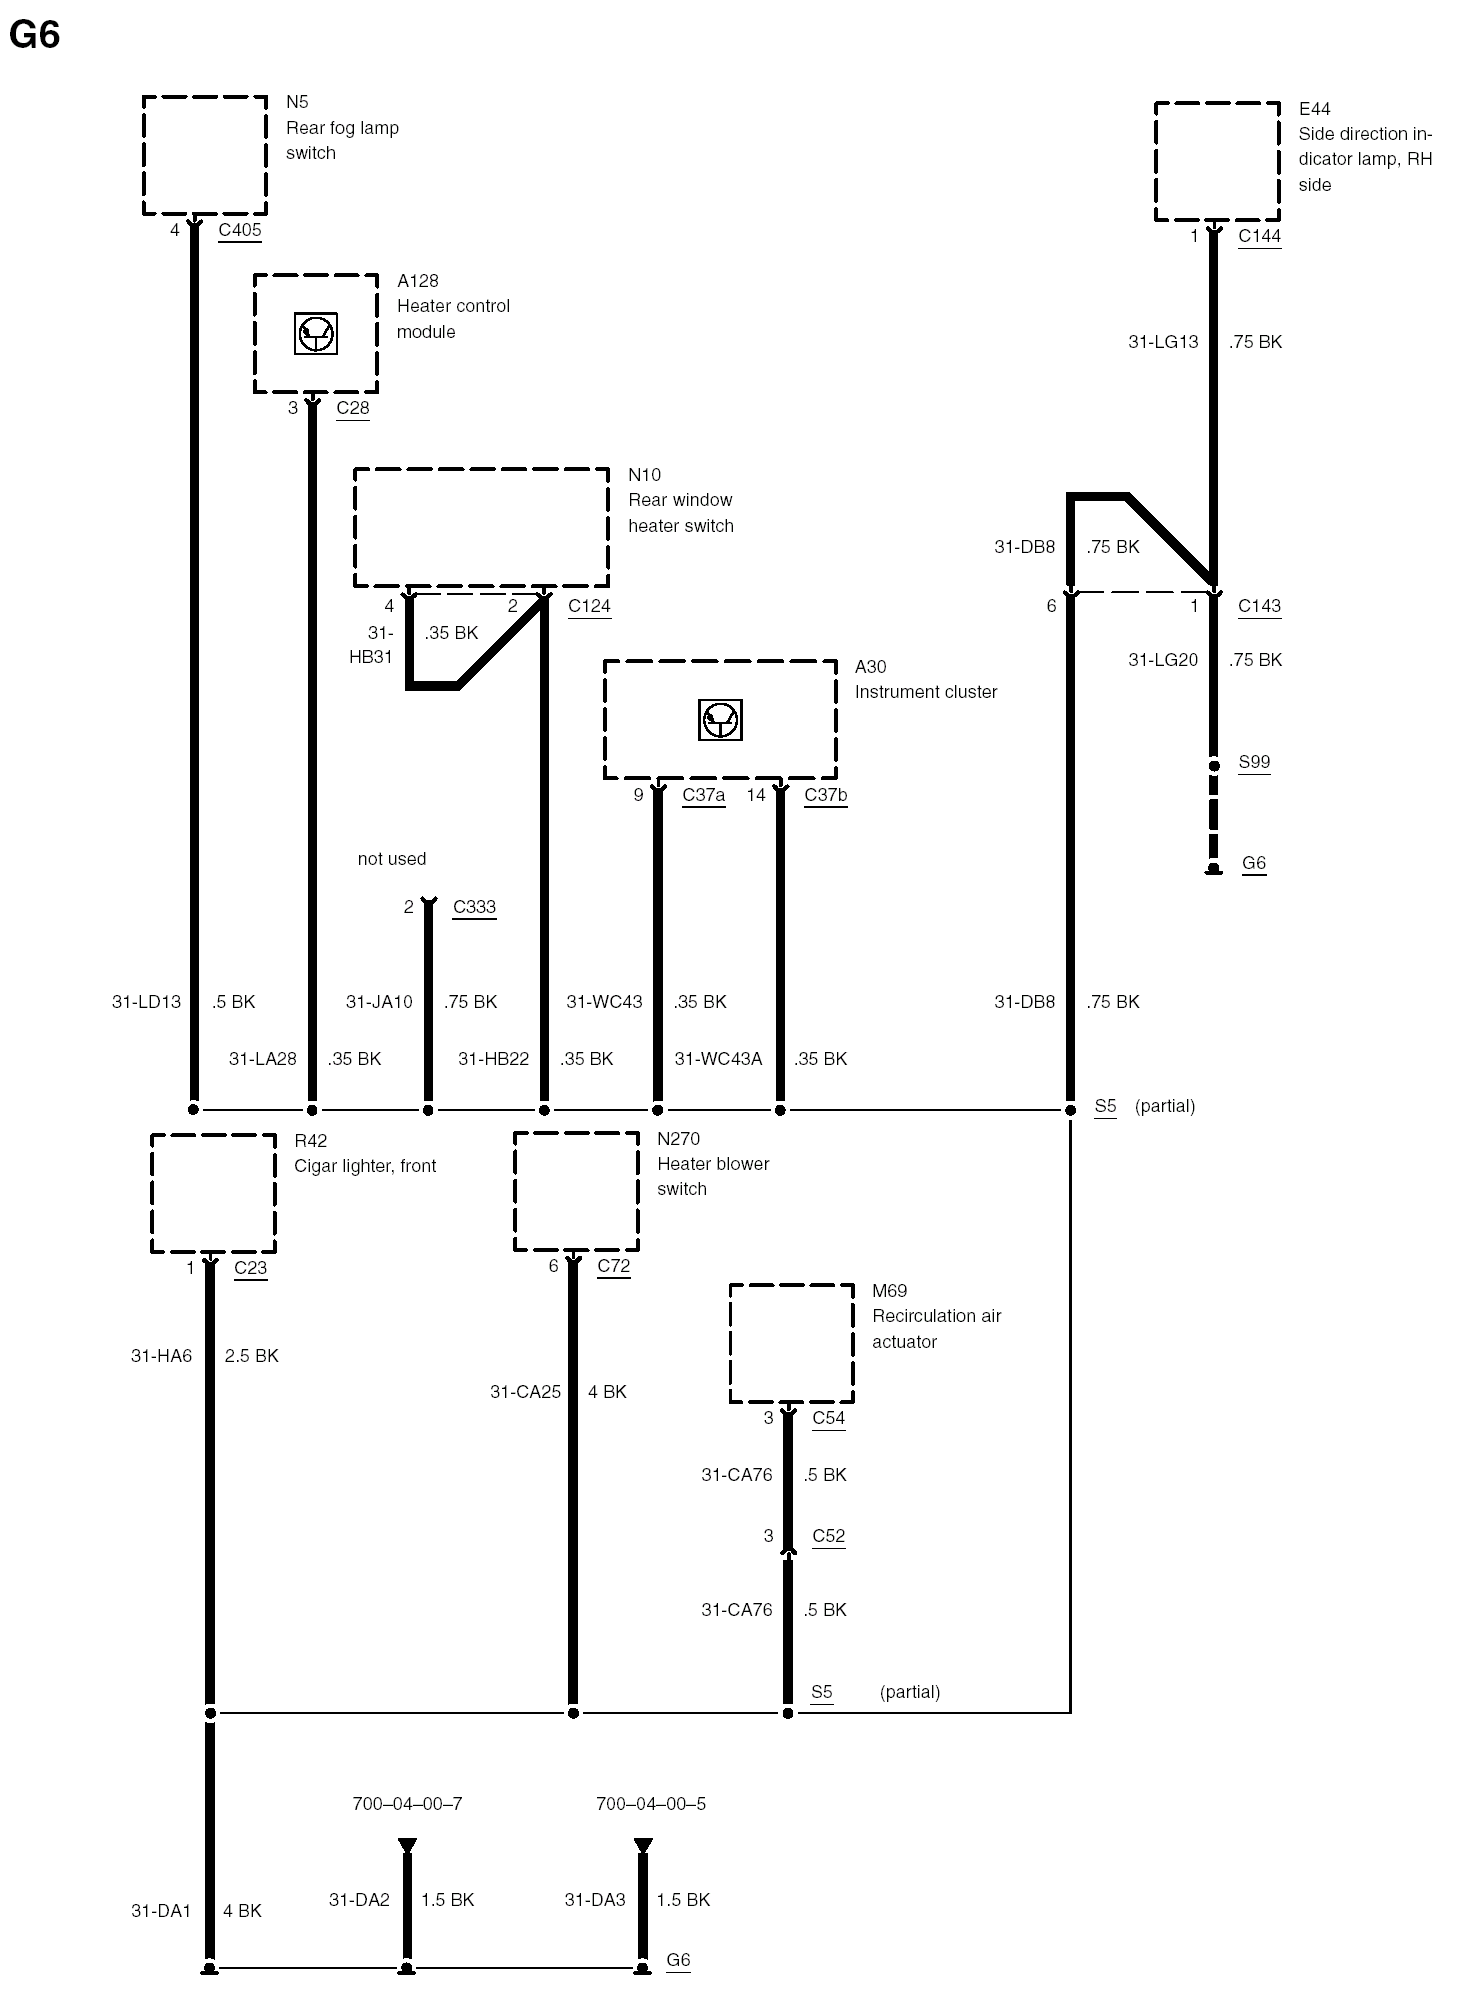 G6
N5
Rear fog lamp
switch
4 C405
E44
Side direction in-
dicator lamp, RH
side
1 C144
A128
Heater control
module
3 C28
31-LG13 .75 BK
N10
Rear window
heater switch
4 2 C124
31-
HB31
.35 BK
31-DB8 .75 BK
6 1 C143
31-LG20 .75 BK
A30
Instrument cluster
9 C37a 14 C37b
S99
G6
not used
2 C333
31-LD13 .5 BK 31-JA10 .75 BK 31-WC43 .35 BK 31-DB8 .75 BK
31-LA28 .35 BK 31-HB22 .35 BK 31-WC43A .35 BK
S5 (partial)
R42
Cigar lighter, front
1 C23
N270
Heater blower
switch
6 C72
M69
Recirculation air
actuator
3 C54
31-HA6 2.5 BK
31-CA25 4 BK
31-CA76 .5 BK
3 C52
31-CA76 .5 BK
S5 (partial)
700–04–00–7 700–04–00–5
31-DA1 4 BK 31-DA2 1.5 BK 31-DA3 1.5 BK
G6